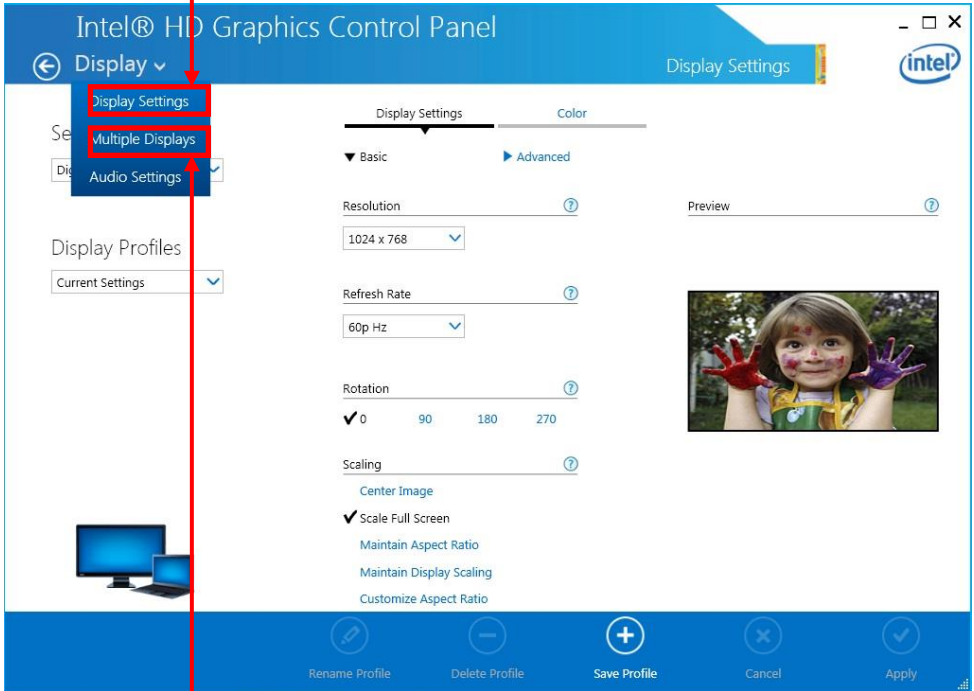 Intel® HD Graphics Control Panel
Display
Display Settings
intel
Display Settings
Multiple Displays
Audio Settings
Display Profiles
Current Settings
Display Settings
Color
Basic
Advanced
Resolution
1024 x 768
Refresh Rate
60p Hz
Rotation
0 90 180 270
Scaling
Center Image
Scale Full Screen
Maintain Aspect Ratio
Maintain Display Scaling
Customize Aspect Ratio
Preview
Rename Profile
Delete Profile
Save Profile
Cancel
Apply